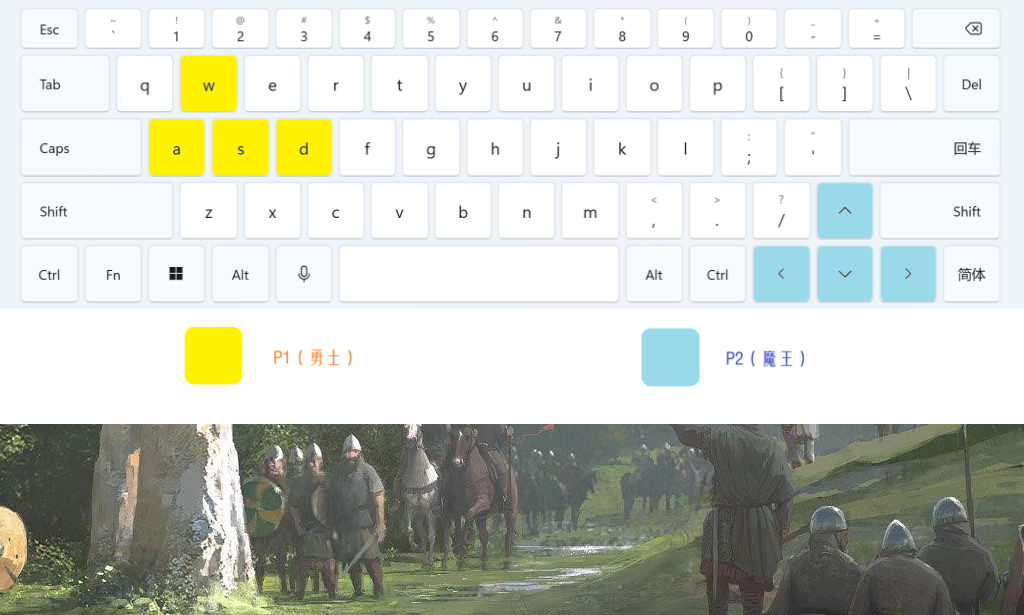 Esc ~ ` ! 1 @ 2 # 3 $ 4 % 5 ^ 6 & 7 * 8 ( 9 ) 0 _ - + =
Tab q w e r t y u i o p { [ } ] | \ Del
Caps a s d f g h j k l : ; " ' 回车
Shift z x c v b n m < , > . ? / Shift
Ctrl Fn Alt Alt Ctrl 简体
P1（勇士） P2（魔王）